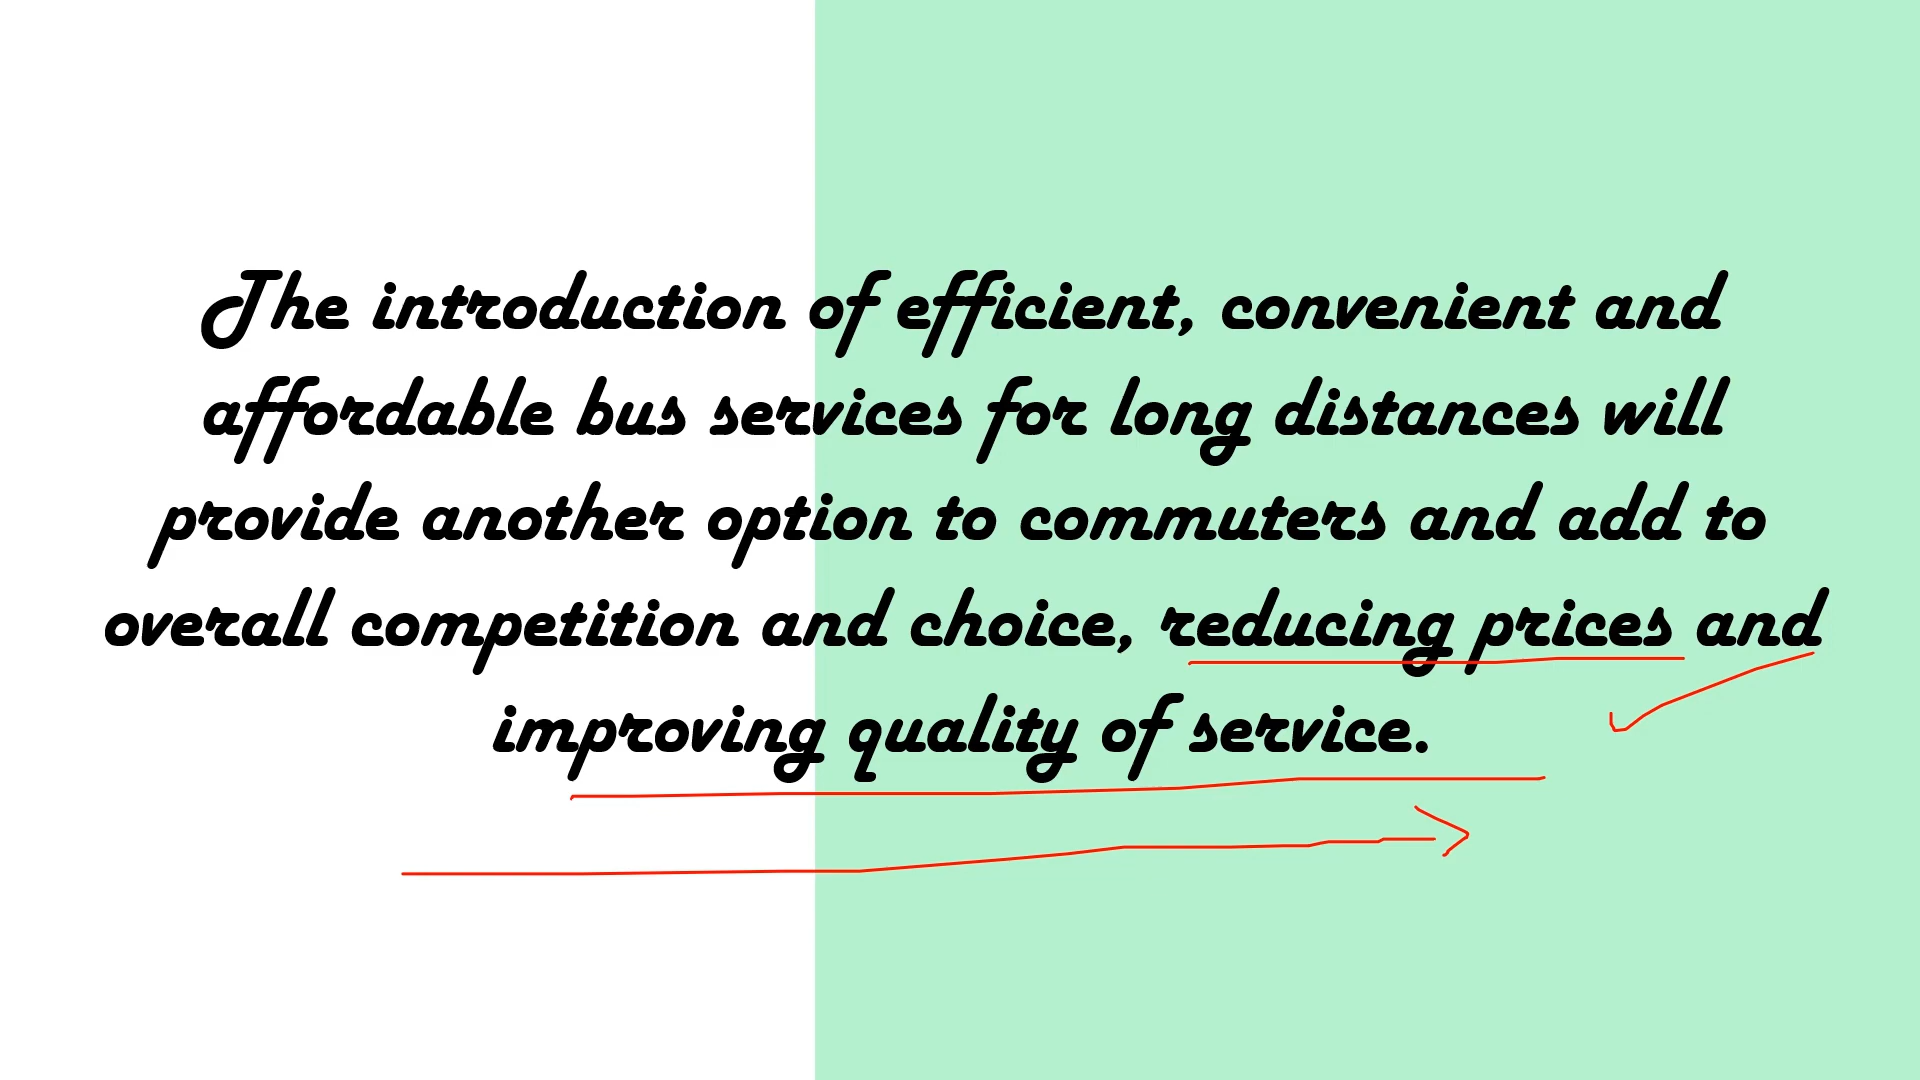 The introduction of efficient, convenient and
affordable bus services for long distances will
provide another option to commuters and add to
overall competition and choice, reducing prices and
improving quality of service.